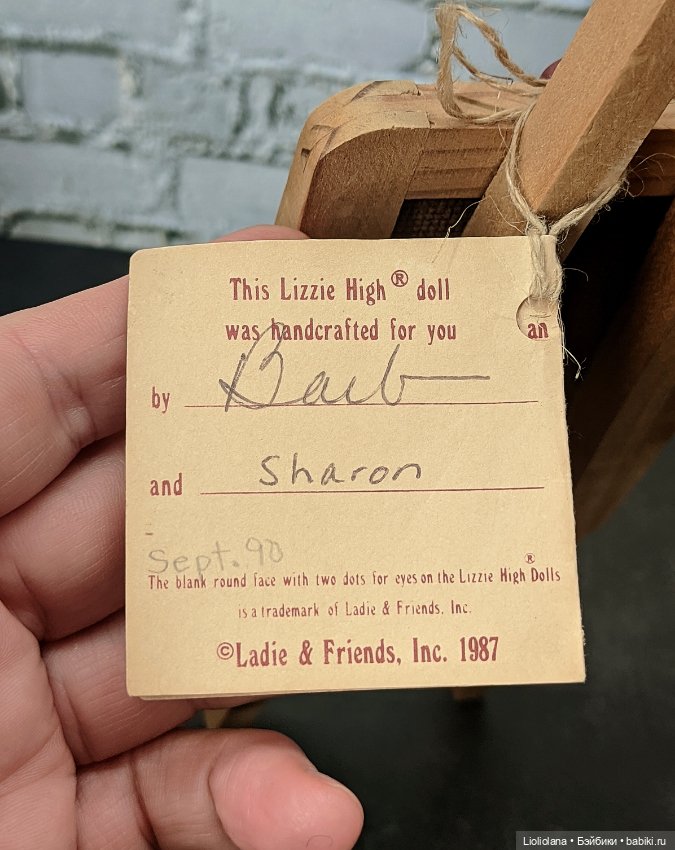 This Lizzie High® doll
was handcrafted for you
an
by Barb
and Sharon
Sept. 90
The blank round face with two dots for eyes on the Lizzie High® Dolls
is a trademark of Ladie & Friends, Inc.
©Ladie & Friends, Inc. 1987
Lioliolana • Бэйбики • babiki.ru